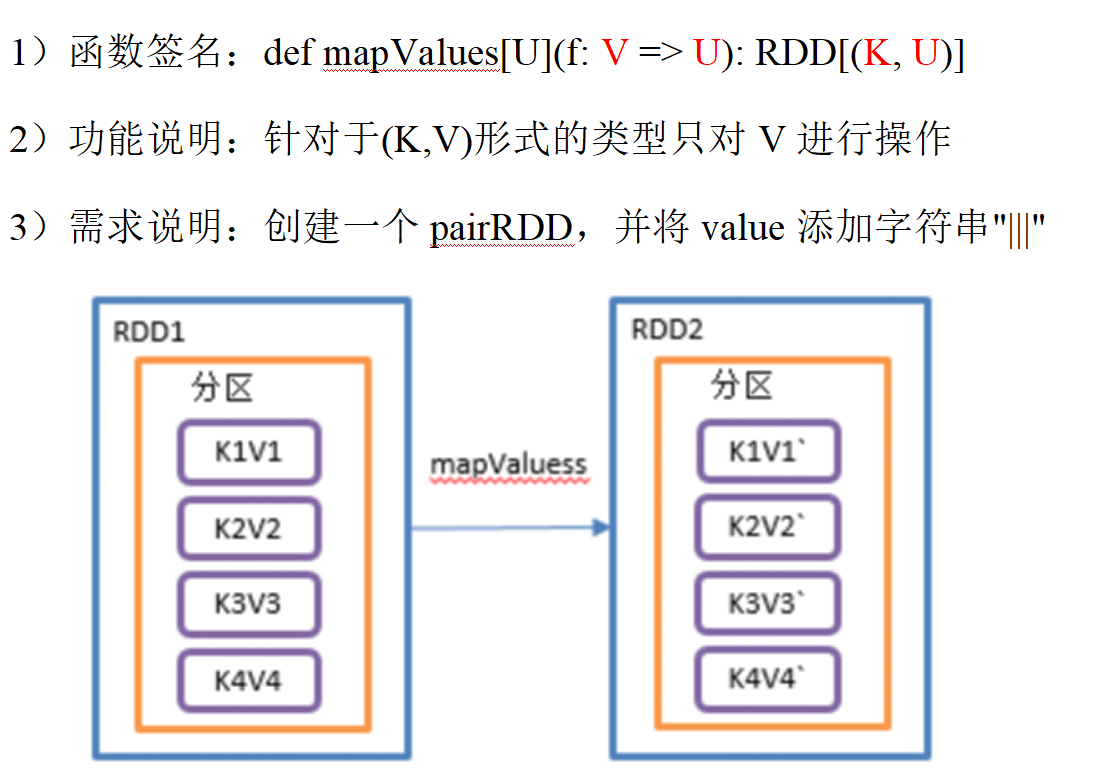 1）函数签名：def mapValues[U](f: V => U): RDD[(K, U)]
2）功能说明：针对于(K,V)形式的类型只对 V 进行操作
3）需求说明：创建一个 pairRDD，并将 value 添加字符串"|||"
RDD1
分区
K1V1
K2V2
K3V3
K4V4
mapValuess
RDD2
分区
K1V1`
K2V2`
K3V3`
K4V4`